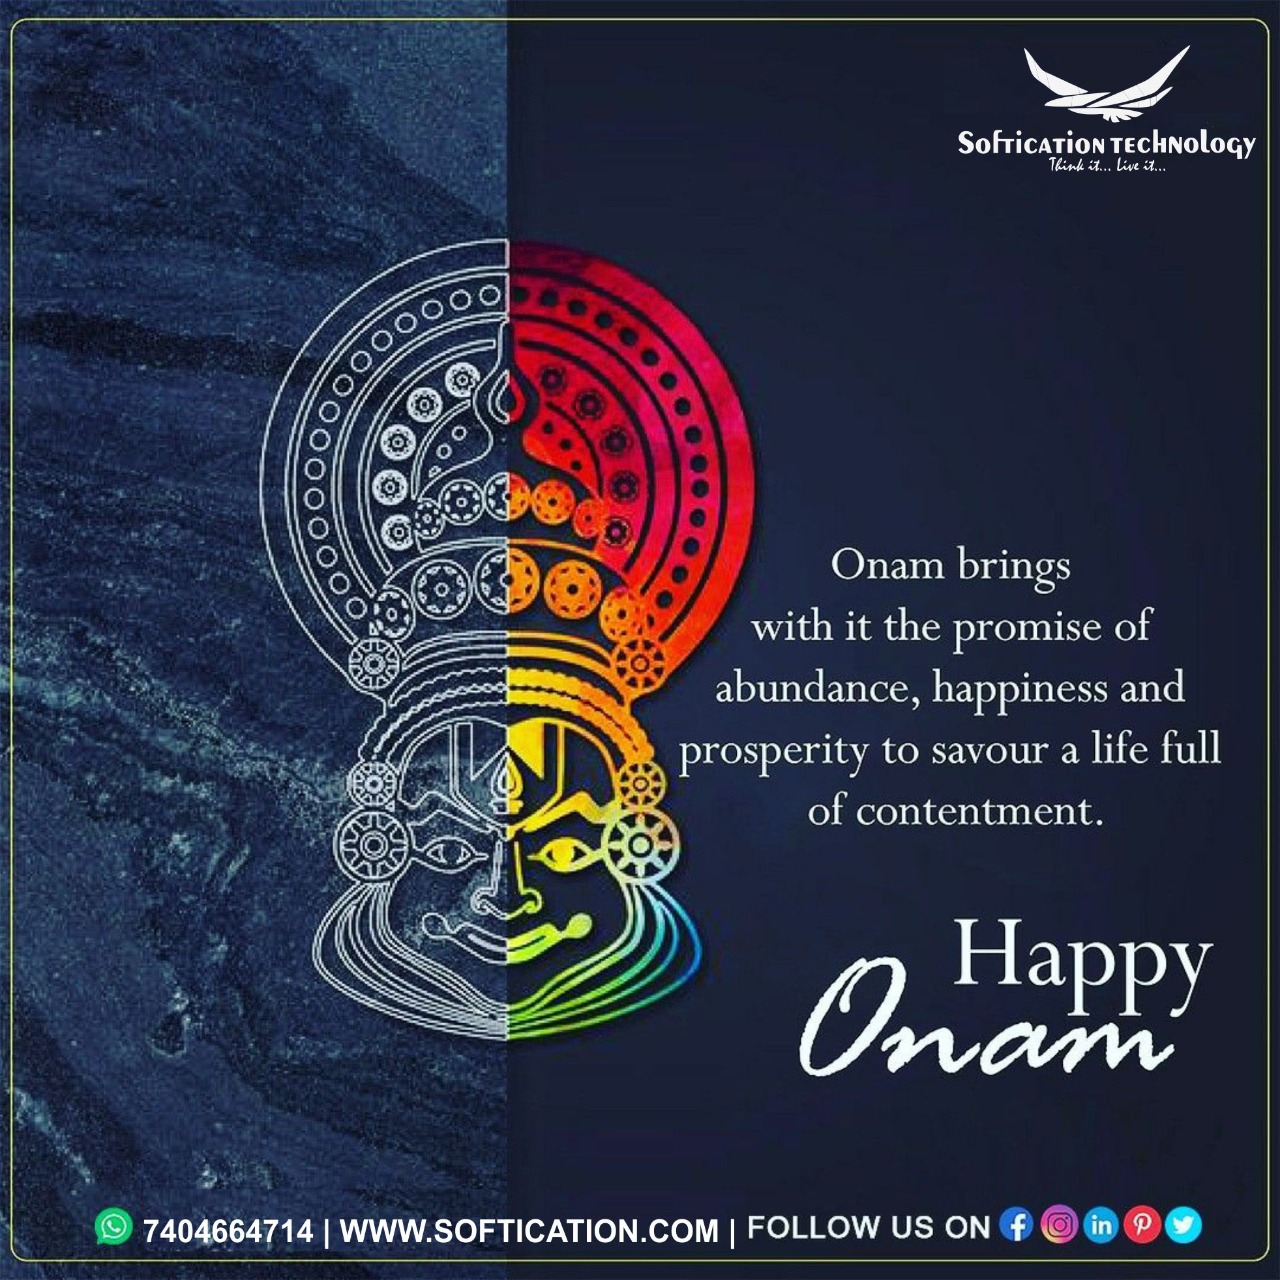 Softication Technology
Think it... Live it...
Onam brings
with it the promise of
abundance, happiness and
prosperity to savour a life full
of contentment.
Happy
Onam
7404664714 | WWW.SOFTICATION.COM | FOLLOW US ON